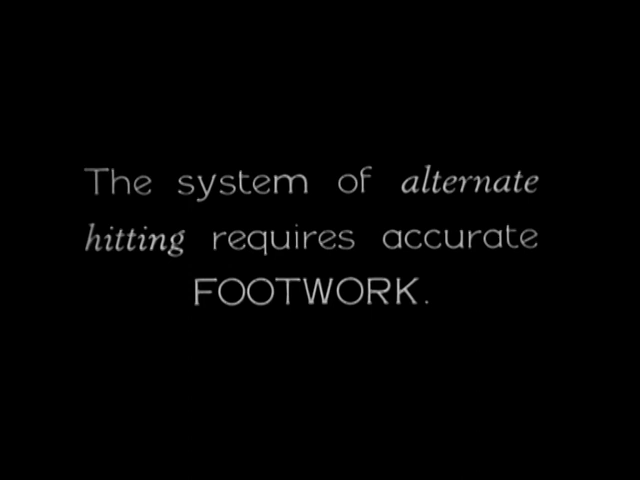 The system of alternate
hitting requires accurate
FOOTWORK.